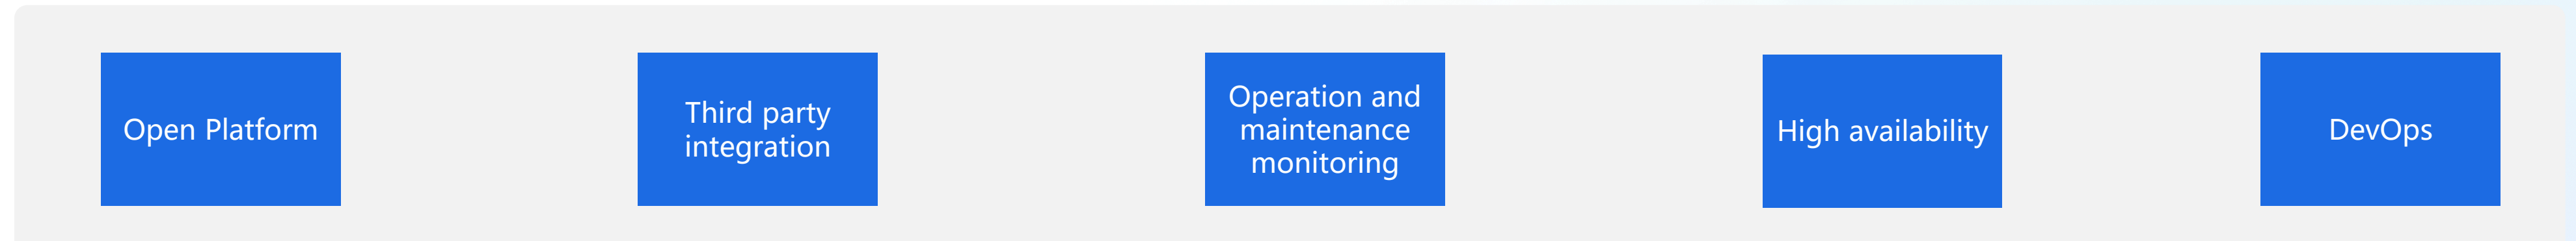 Open Platform
Third party
integration
Operation and
maintenance
monitoring
High availability
DevOps